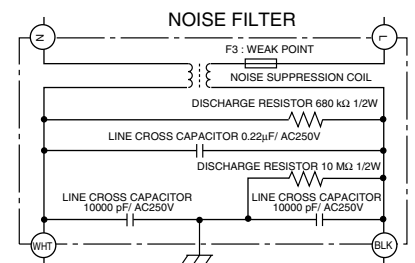 NOISE FILTER
N
L
F3 : WEAK POINT
NOISE SUPPRESSION COIL
DISCHARGE RESISTOR 680 kΩ 1/2W
LINE CROSS CAPACITOR 0.22μF/ AC250V
DISCHARGE RESISTOR 10 MΩ 1/2W
LINE CROSS CAPACITOR
10000 pF/ AC250V
LINE CROSS CAPACITOR
10000 pF/ AC250V
WHT
BLK